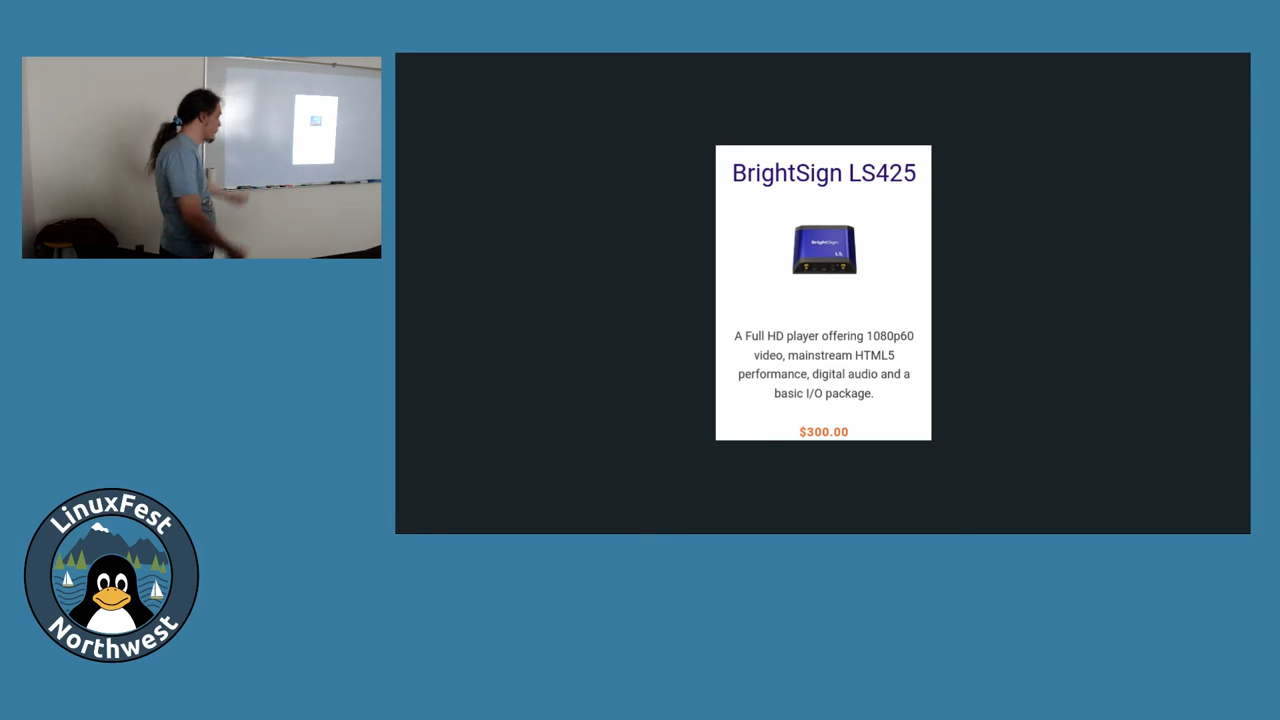 BrightSign LS425
BrightSign
LS
A Full HD player offering 1080p60
video, mainstream HTML5
performance, digital audio and a
basic I/O package.
$300.00
LinuxFest
Northwest